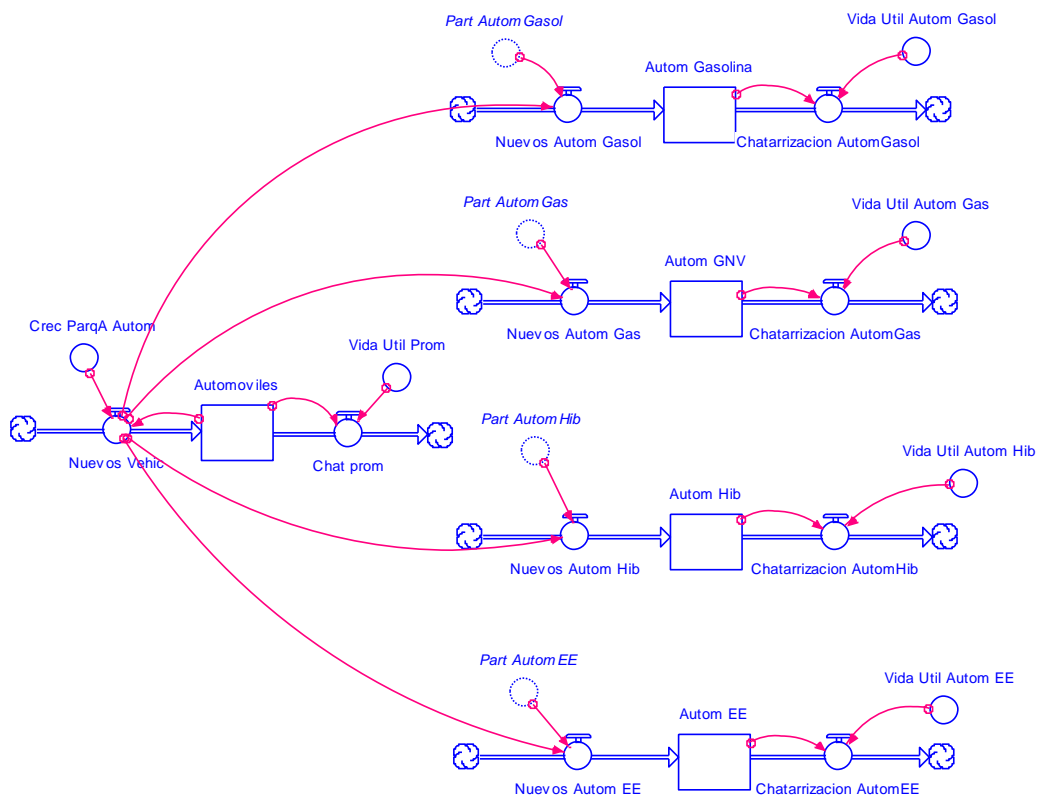 Part Autom Gasol
Vida Util Autom Gasol
Autom Gasolina
Nuevos Autom Gasol
Chatarrizacion AutomGasol
Part Autom Gas
Vida Util Autom Gas
Autom GNV
Nuevos Autom Gas
Chatarrizacion AutomGas
Crec ParqA Autom
Vida Util Prom
Automoviles
Nuevos Vehic
Chat prom
Part Autom Hib
Vida Util Autom Hib
Autom Hib
Nuevos Autom Hib
Chatarrizacion AutomHib
Part Autom EE
Vida Util Autom EE
Autom EE
Nuevos Autom EE
Chatarrizacion AutomEE